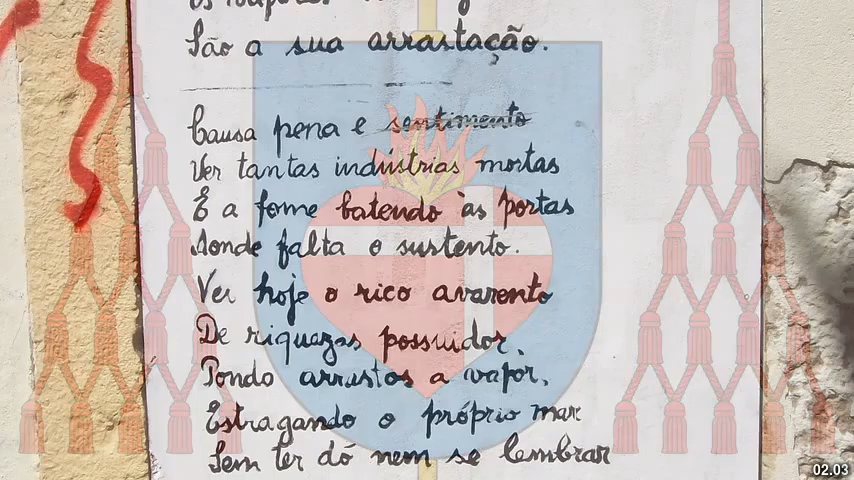 São a sua arrastação.
Causa pena e sentimento
Ver tantas indústrias mortas
E a fome batendo às portas
Aonde falta o sustento.
Ver hoje o rico avarento
De riquezas possuidor,
Pondo arrastos a vapor,
Estragando o próprio mar
Sem ter dó nem se lembrar
02.03